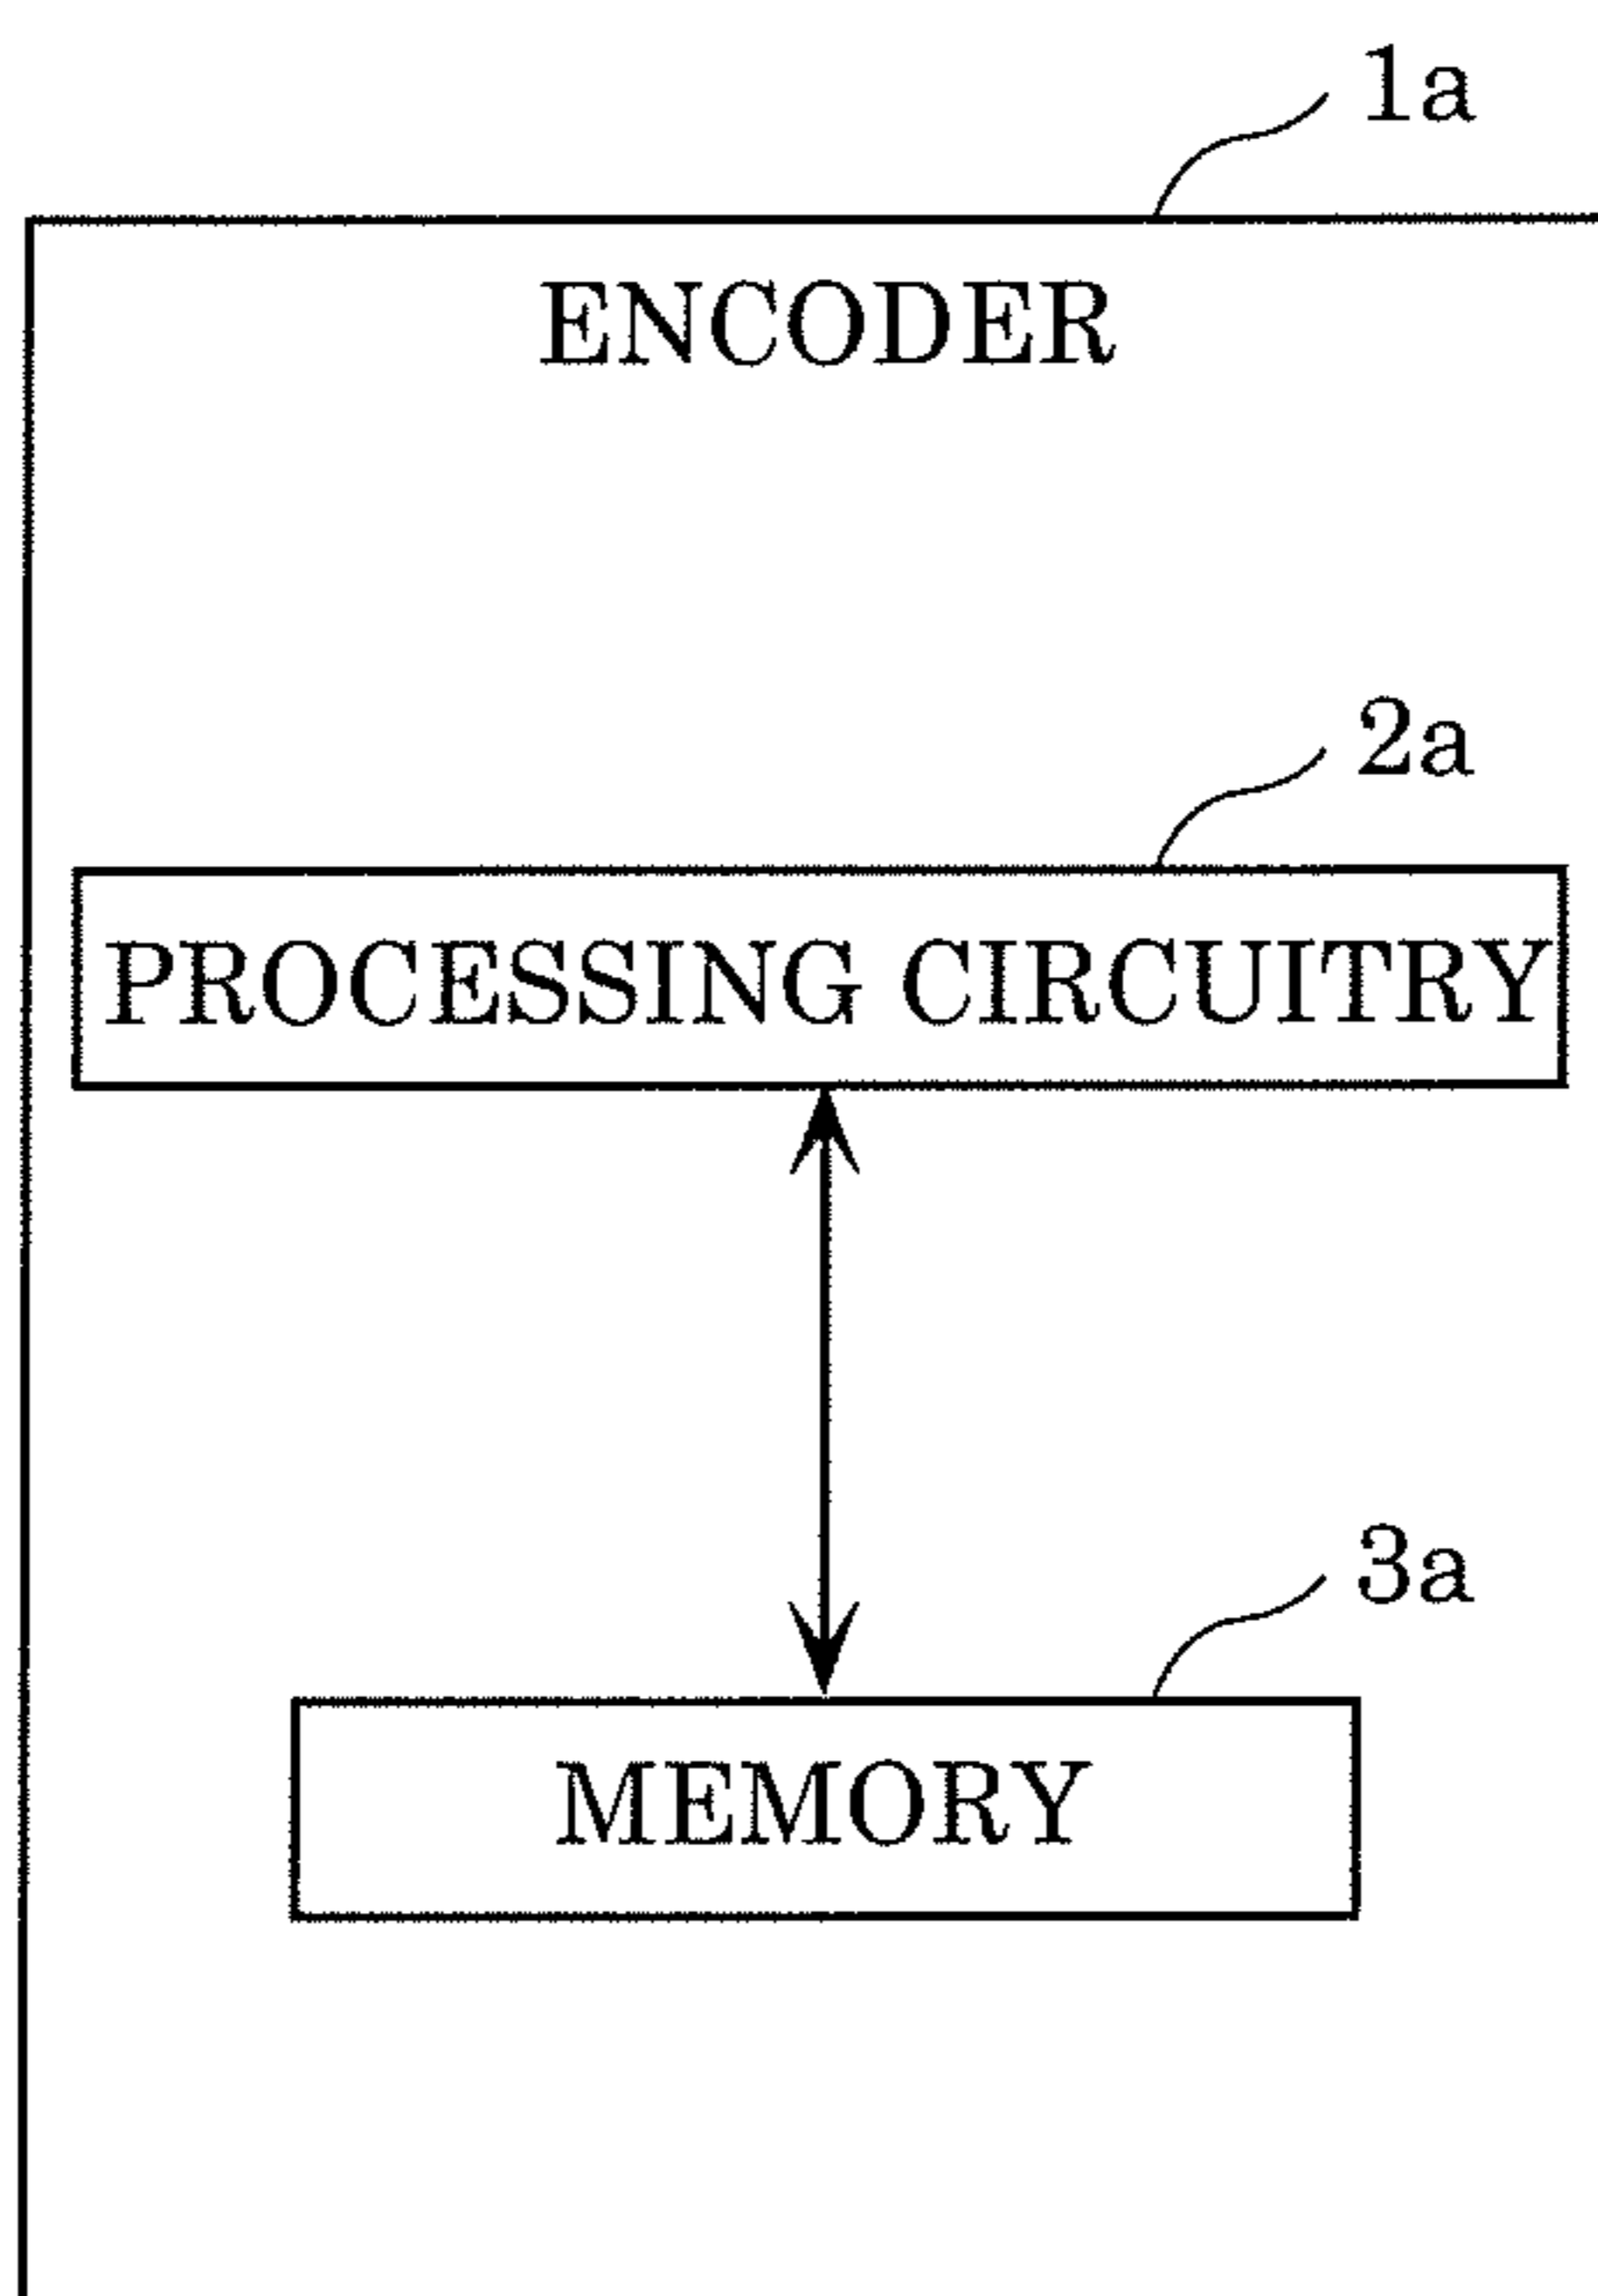 1a
ENCODER
2a
PROCESSING CIRCUITRY
3a
MEMORY